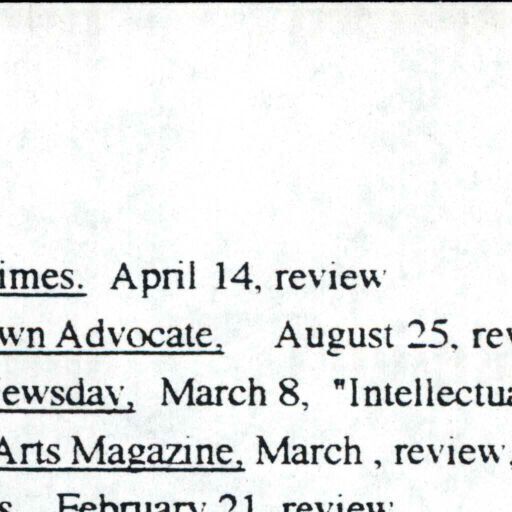 imes. April 14, review
wn Advocate, August 25, rev
ewsday, March 8, "Intellectua
Arts Magazine, March , review,
s. February 21, review